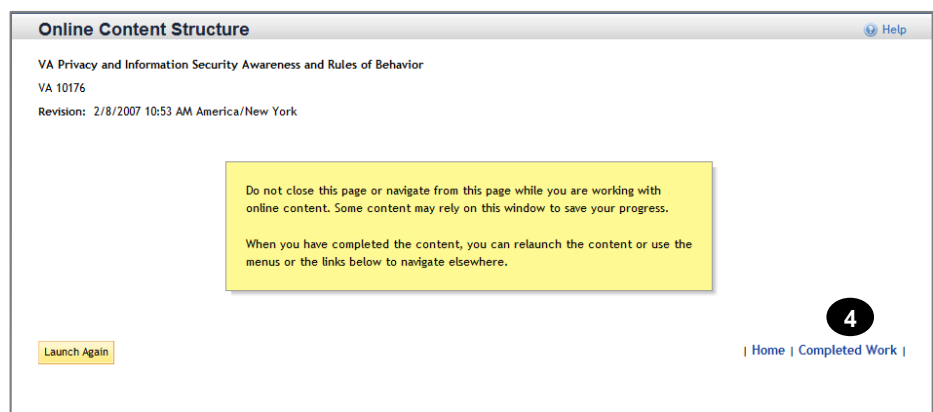 Online Content Structure
Help
VA Privacy and Information Security Awareness and Rules of Behavior
VA 10176
Revision: 2/8/2007 10:53 AM America/New York
Do not close this page or navigate from this page while you are working with
online content. Some content may rely on this window to save your progress.
When you have completed the content, you can relaunch the content or use the
menus or the links below to navigate elsewhere.
4
Launch Again
| Home | Completed Work |